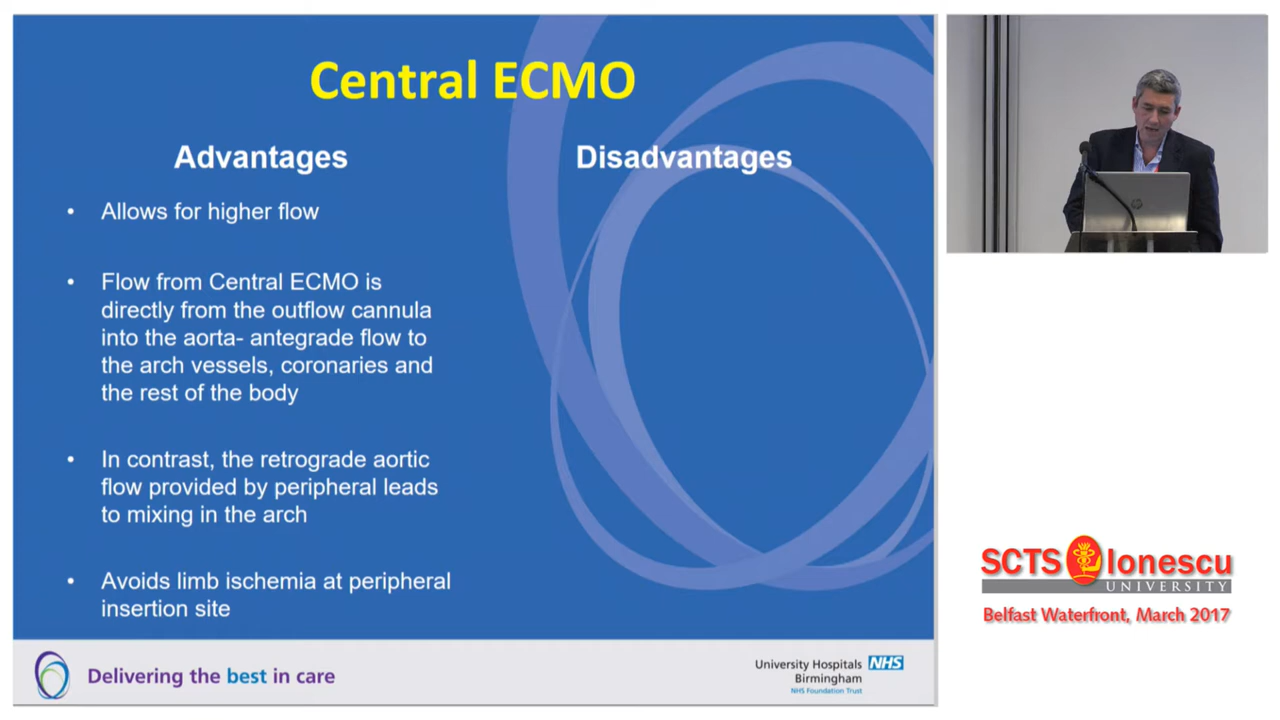 Central ECMO
Advantages
• Allows for higher flow
• Flow from Central ECMO is
directly from the outflow cannula
into the aorta- antegrade flow to
the arch vessels, coronaries and
the rest of the body
• In contrast, the retrograde aortic
flow provided by peripheral leads
to mixing in the arch
• Avoids limb ischemia at peripheral
insertion site
Disadvantages
Delivering the best in care
University Hospitals NHS
Birmingham
NHS Foundation Trust
SCTS Ionescu
UNIVERSITY
Belfast Waterfront, March 2017